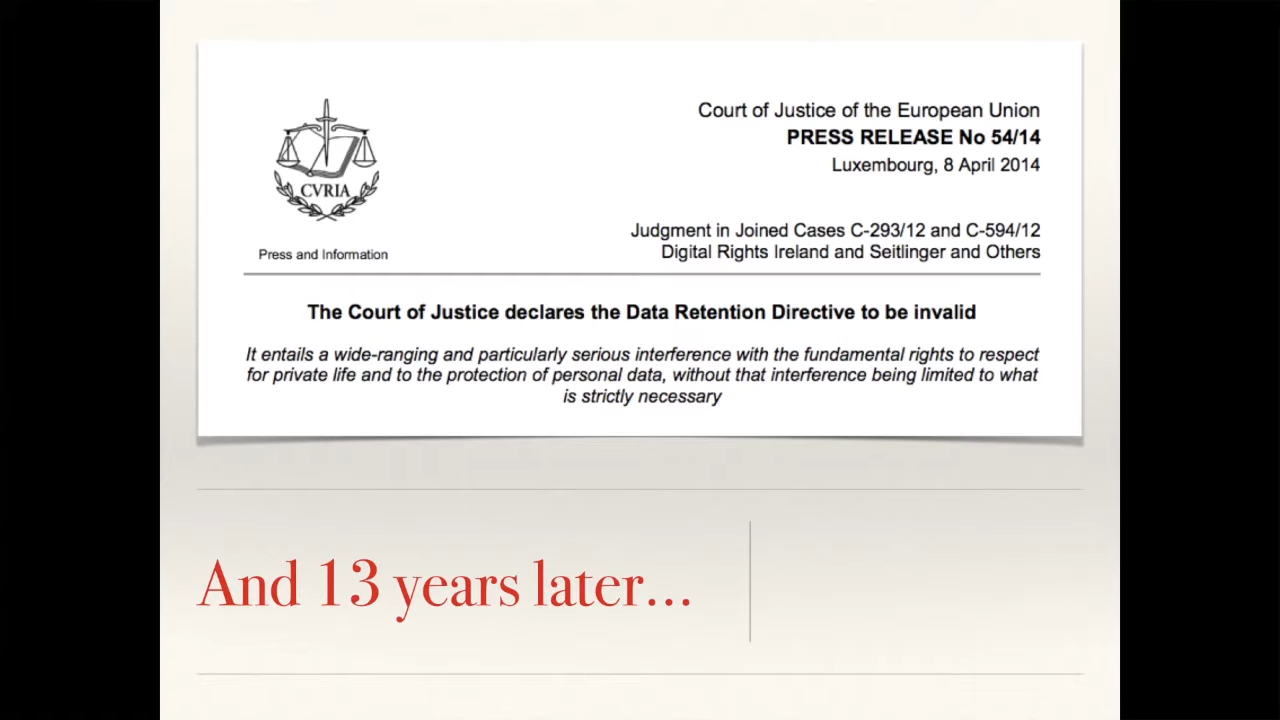 CVRIA
Press and Information
Court of Justice of the European Union
PRESS RELEASE No 54/14
Luxembourg, 8 April 2014
Judgment in Joined Cases C-293/12 and C-594/12
Digital Rights Ireland and Seitlinger and Others
The Court of Justice declares the Data Retention Directive to be invalid
It entails a wide-ranging and particularly serious interference with the fundamental rights to respect
for private life and to the protection of personal data, without that interference being limited to what
is strictly necessary
And 13 years later...